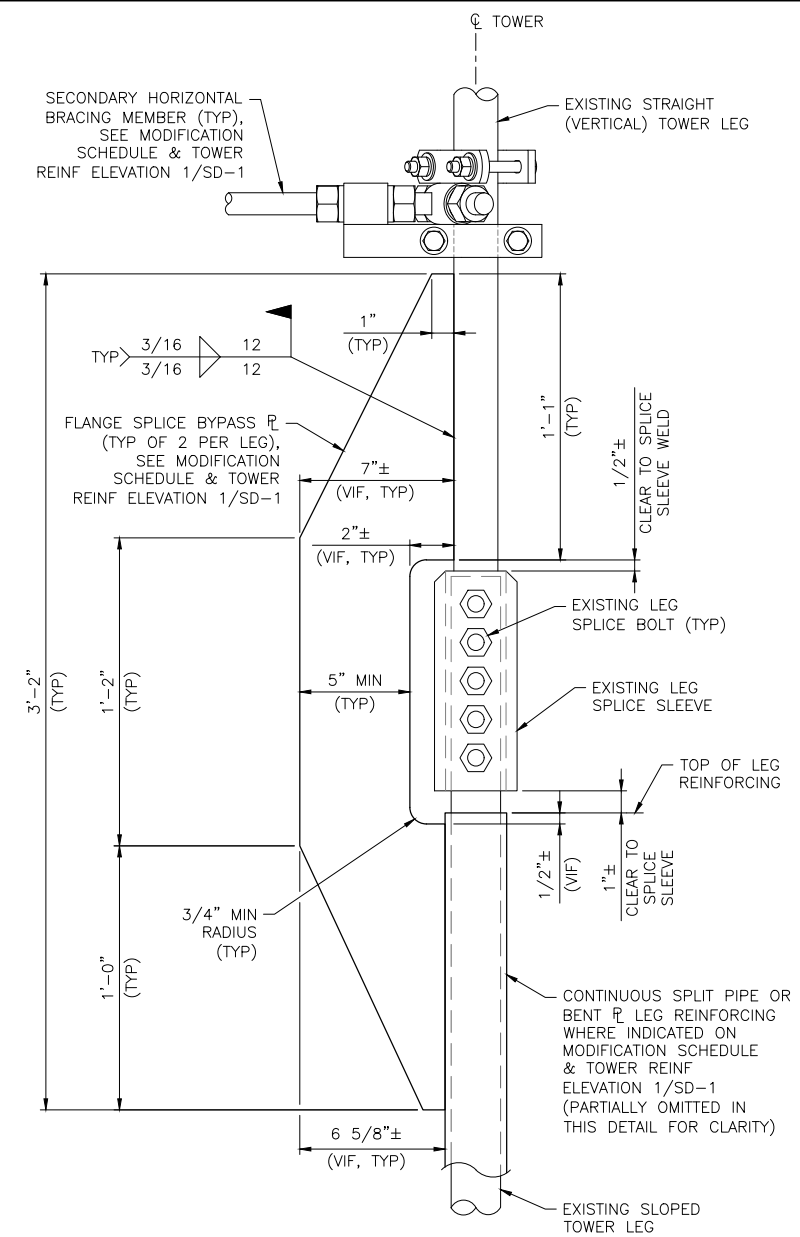 ℄ TOWER
SECONDARY HORIZONTAL
BRACING MEMBER (TYP),
SEE MODIFICATION
SCHEDULE & TOWER
REINF ELEVATION 1/SD-1
EXISTING STRAIGHT
(VERTICAL) TOWER LEG
1"
(TYP)
TYP
3/16
12
3/16
12
1'-1"
(TYP)
1/2"±
CLEAR TO SPLICE
SLEEVE WELD
FLANGE SPLICE BYPASS ⅊
(TYP OF 2 PER LEG),
SEE MODIFICATION
SCHEDULE & TOWER
REINF ELEVATION 1/SD-1
7"±
(VIF, TYP)
2"±
(VIF, TYP)
EXISTING LEG
SPLICE BOLT (TYP)
3'-2"
(TYP)
1'-2"
(TYP)
5" MIN
(TYP)
EXISTING LEG
SPLICE SLEEVE
TOP OF LEG
REINFORCING
1/2"±
(VIF)
1"±
CLEAR TO
SPLICE
SLEEVE
3/4" MIN
RADIUS
(TYP)
1'-0"
(TYP)
CONTINUOUS SPLIT PIPE OR
BENT ⅊ LEG REINFORCING
WHERE INDICATED ON
MODIFICATION SCHEDULE
& TOWER REINF
ELEVATION 1/SD-1
(PARTIALLY OMITTED IN
THIS DETAIL FOR CLARITY)
6 5/8"±
(VIF, TYP)
EXISTING SLOPED
TOWER LEG